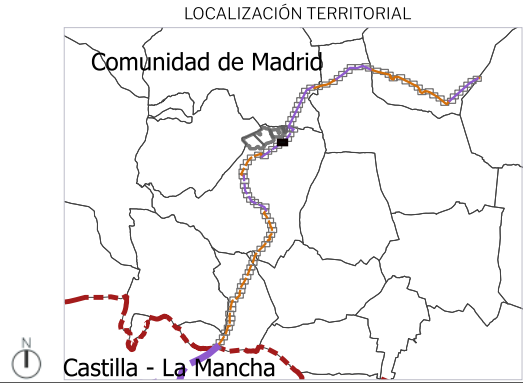 LOCALIZACIÓN TERRITORIAL
Comunidad de Madrid
N
Castilla - La Mancha